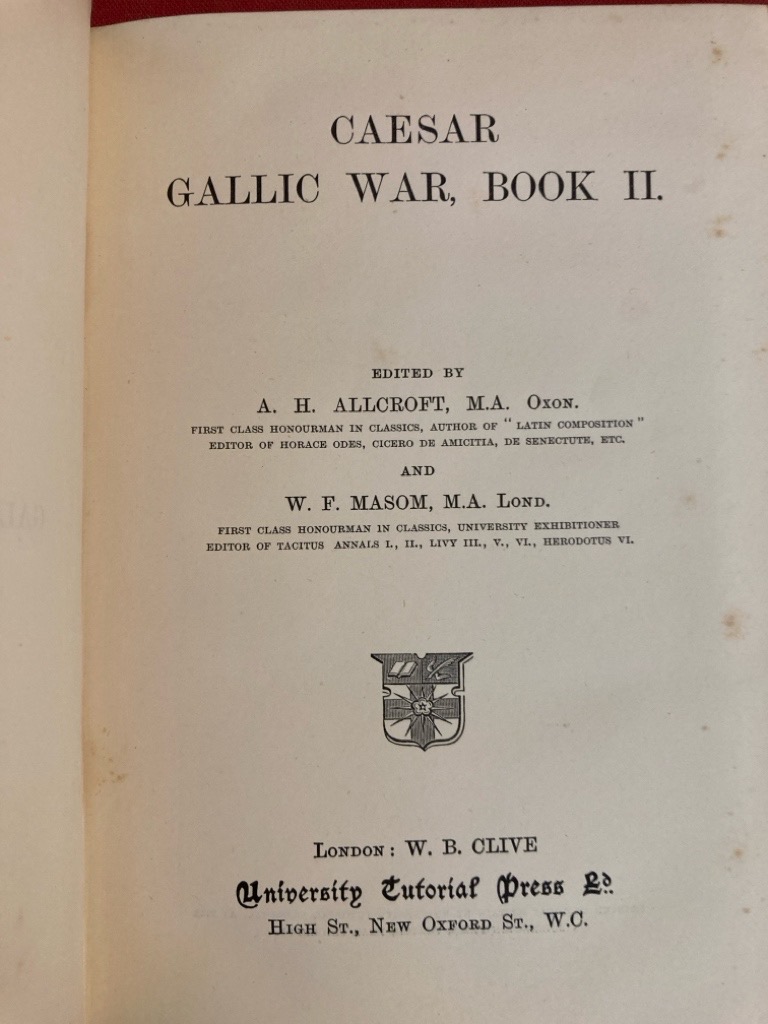 CAESAR
GALLIC WAR, BOOK II.
EDITED BY
A. H. ALLCROFT, M.A. OXON.
FIRST CLASS HONOURMAN IN CLASSICS, AUTHOR OF "LATIN COMPOSITION"
EDITOR OF HORACE ODES, CICERO DE AMICITIA, DE SENECTUTE, ETC.
AND
W. F. MASOM, M.A. LOND.
FIRST CLASS HONOURMAN IN CLASSICS, UNIVERSITY EXHIBITIONER
EDITOR OF TACITUS ANNALS I., II., LIVY III., V., VI., HERODOTUS VI.
LONDON: W. B. CLIVE
University Tutorial Press Ld.
HIGH ST., NEW OXFORD ST., W.C.